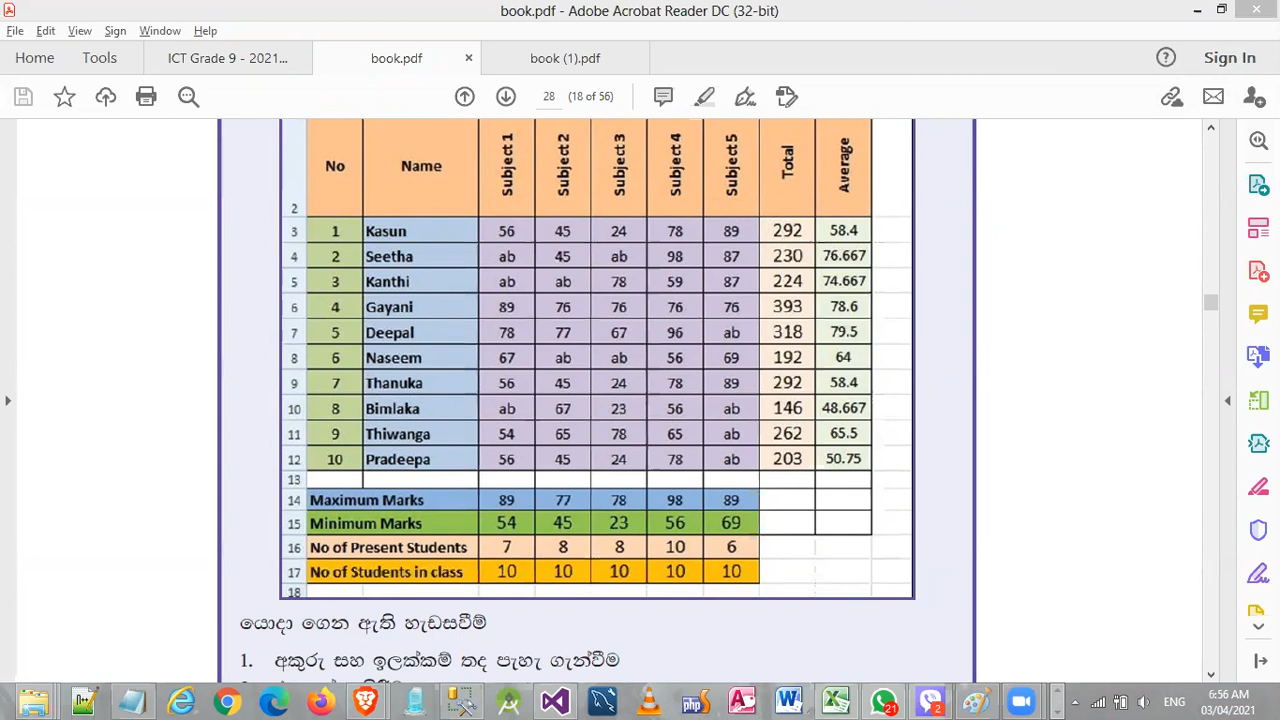 book.pdf - Adobe Acrobat Reader DC (32-bit)
File Edit View Sign Window Help
Home Tools ICT Grade 9 - 2021... book.pdf × book (1).pdf ? Sign In
28 (18 of 56)
2 No Name Subject 1 Subject 2 Subject 3 Subject 4 Subject 5 Total Average
3 1 Kasun 56 45 24 78 89 292 58.4
4 2 Seetha ab 45 ab 98 87 230 76.667
5 3 Kanthi ab ab 78 59 87 224 74.667
6 4 Gayani 89 76 76 76 76 393 78.6
7 5 Deepal 78 77 67 96 ab 318 79.5
8 6 Naseem 67 ab ab 56 69 192 64
9 7 Thanuka 56 45 24 78 89 292 58.4
10 8 Bimlaka ab 67 23 56 ab 146 48.667
11 9 Thiwanga 54 65 78 65 ab 262 65.5
12 10 Pradeepa 56 45 24 78 ab 203 50.75
13
14 Maximum Marks 89 77 78 98 89
15 Minimum Marks 54 45 23 56 69
16 No of Present Students 7 8 8 10 6
17 No of Students in class 10 10 10 10 10
18
යොදා ගෙන ඇති හැඩසවීම්
1. අකුරු සහ ඉලක්කම් තද පැහැ ගැන්වීම
php 21 2 ENG 6:56 AM
03/04/2021